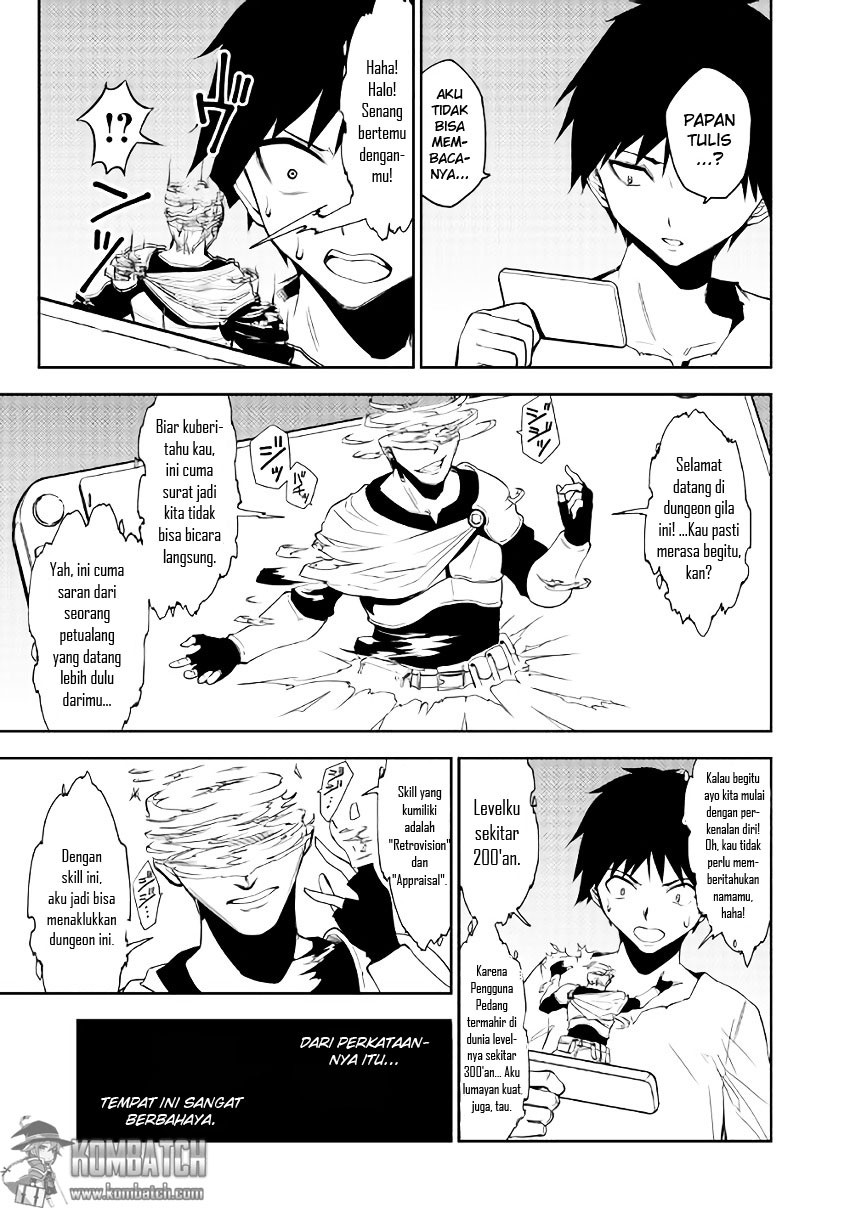 PAPAN
TULIS
...?
AKU
TIDAK
BISA
MEM-
BACA-
NYA...
Haha!
Halo!
Senang
bertemu
dengan-
mu!
!?
Selamat
datang di
dungeon gila
ini! ...Kau pasti
merasa begitu,
kan?
Biar kuberi-
tahu kau,
ini cuma
surat jadi
kita tidak
bisa bicara
langsung.
Yah, ini cuma
saran dari
seorang
petualang
yang datang
lebih dulu
darimu...
Kalau begitu
ayo kita mulai
dengan per-
kenalan diri!
Oh, kau tidak
perlu mem-
beritahukan
namamu,
haha!
Levelku
sekitar
200'an.
Karena
Pengguna
Pedang
termahir di
dunia level-
nya sekitar
300'an... Aku
lumayan kuat
juga, tau.
Skill yang
kumiliki
adalah
"Retrovision"
dan
"Appraisal".
Dengan
skill ini,
aku jadi bisa
menaklukkan
dungeon ini.
DARI PERKATAAN-
NYA ITU...
TEMPAT INI SANGAT
BERBAHAYA.
KOMBATCH
www.kombatch.com